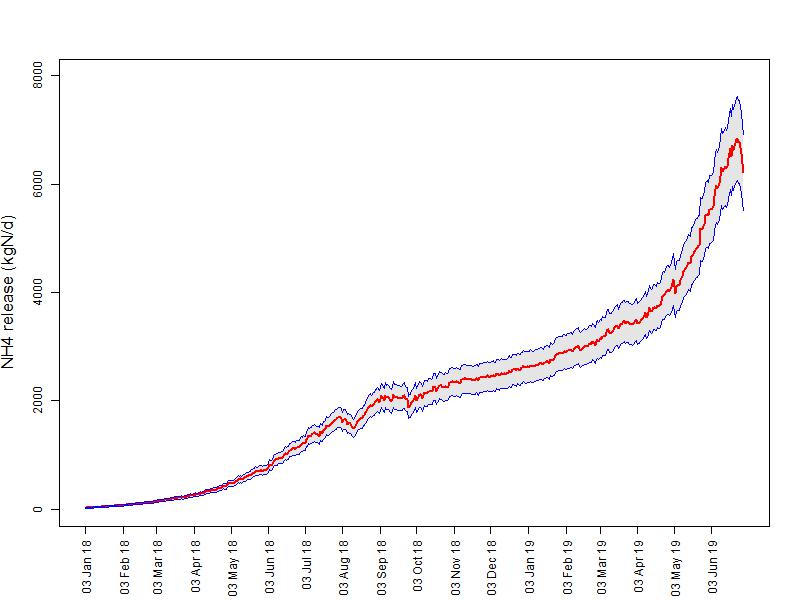 NH4 release (kgN/d)
8000
6000
4000
2000
0
03 Jan 18
03 Feb 18
03 Mar 18
03 Apr 18
03 May 18
03 Jun 18
03 Jul 18
03 Aug 18
03 Sep 18
03 Oct 18
03 Nov 18
03 Dec 18
03 Jan 19
03 Feb 19
03 Mar 19
03 Apr 19
03 May 19
03 Jun 19